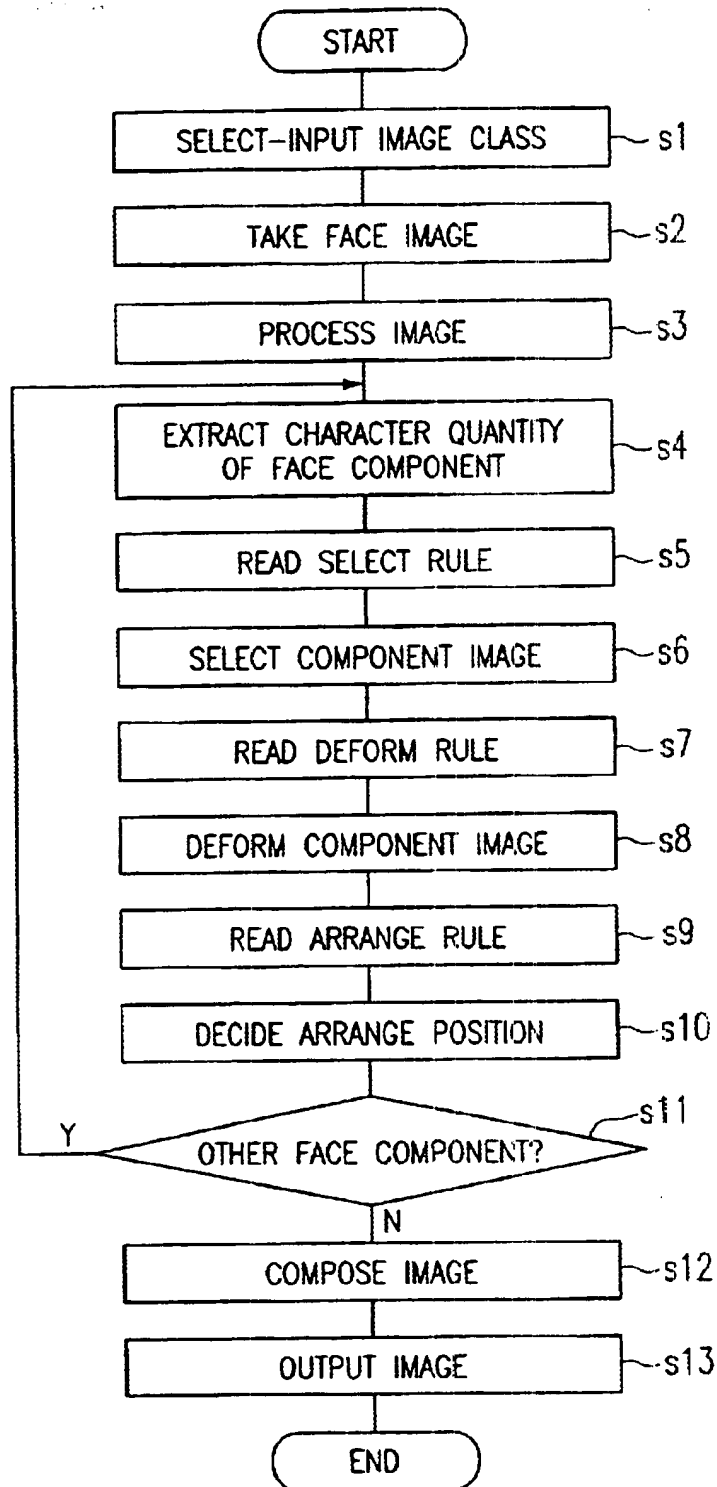 START
SELECT-INPUT IMAGE CLASS s1
TAKE FACE IMAGE s2
PROCESS IMAGE s3
EXTRACT CHARACTER QUANTITY
OF FACE COMPONENT s4
READ SELECT RULE s5
SELECT COMPONENT IMAGE s6
READ DEFORM RULE s7
DEFORM COMPONENT IMAGE s8
READ ARRANGE RULE s9
DECIDE ARRANGE POSITION s10
s11
Y OTHER FACE COMPONENT?
N
COMPOSE IMAGE s12
OUTPUT IMAGE s13
END